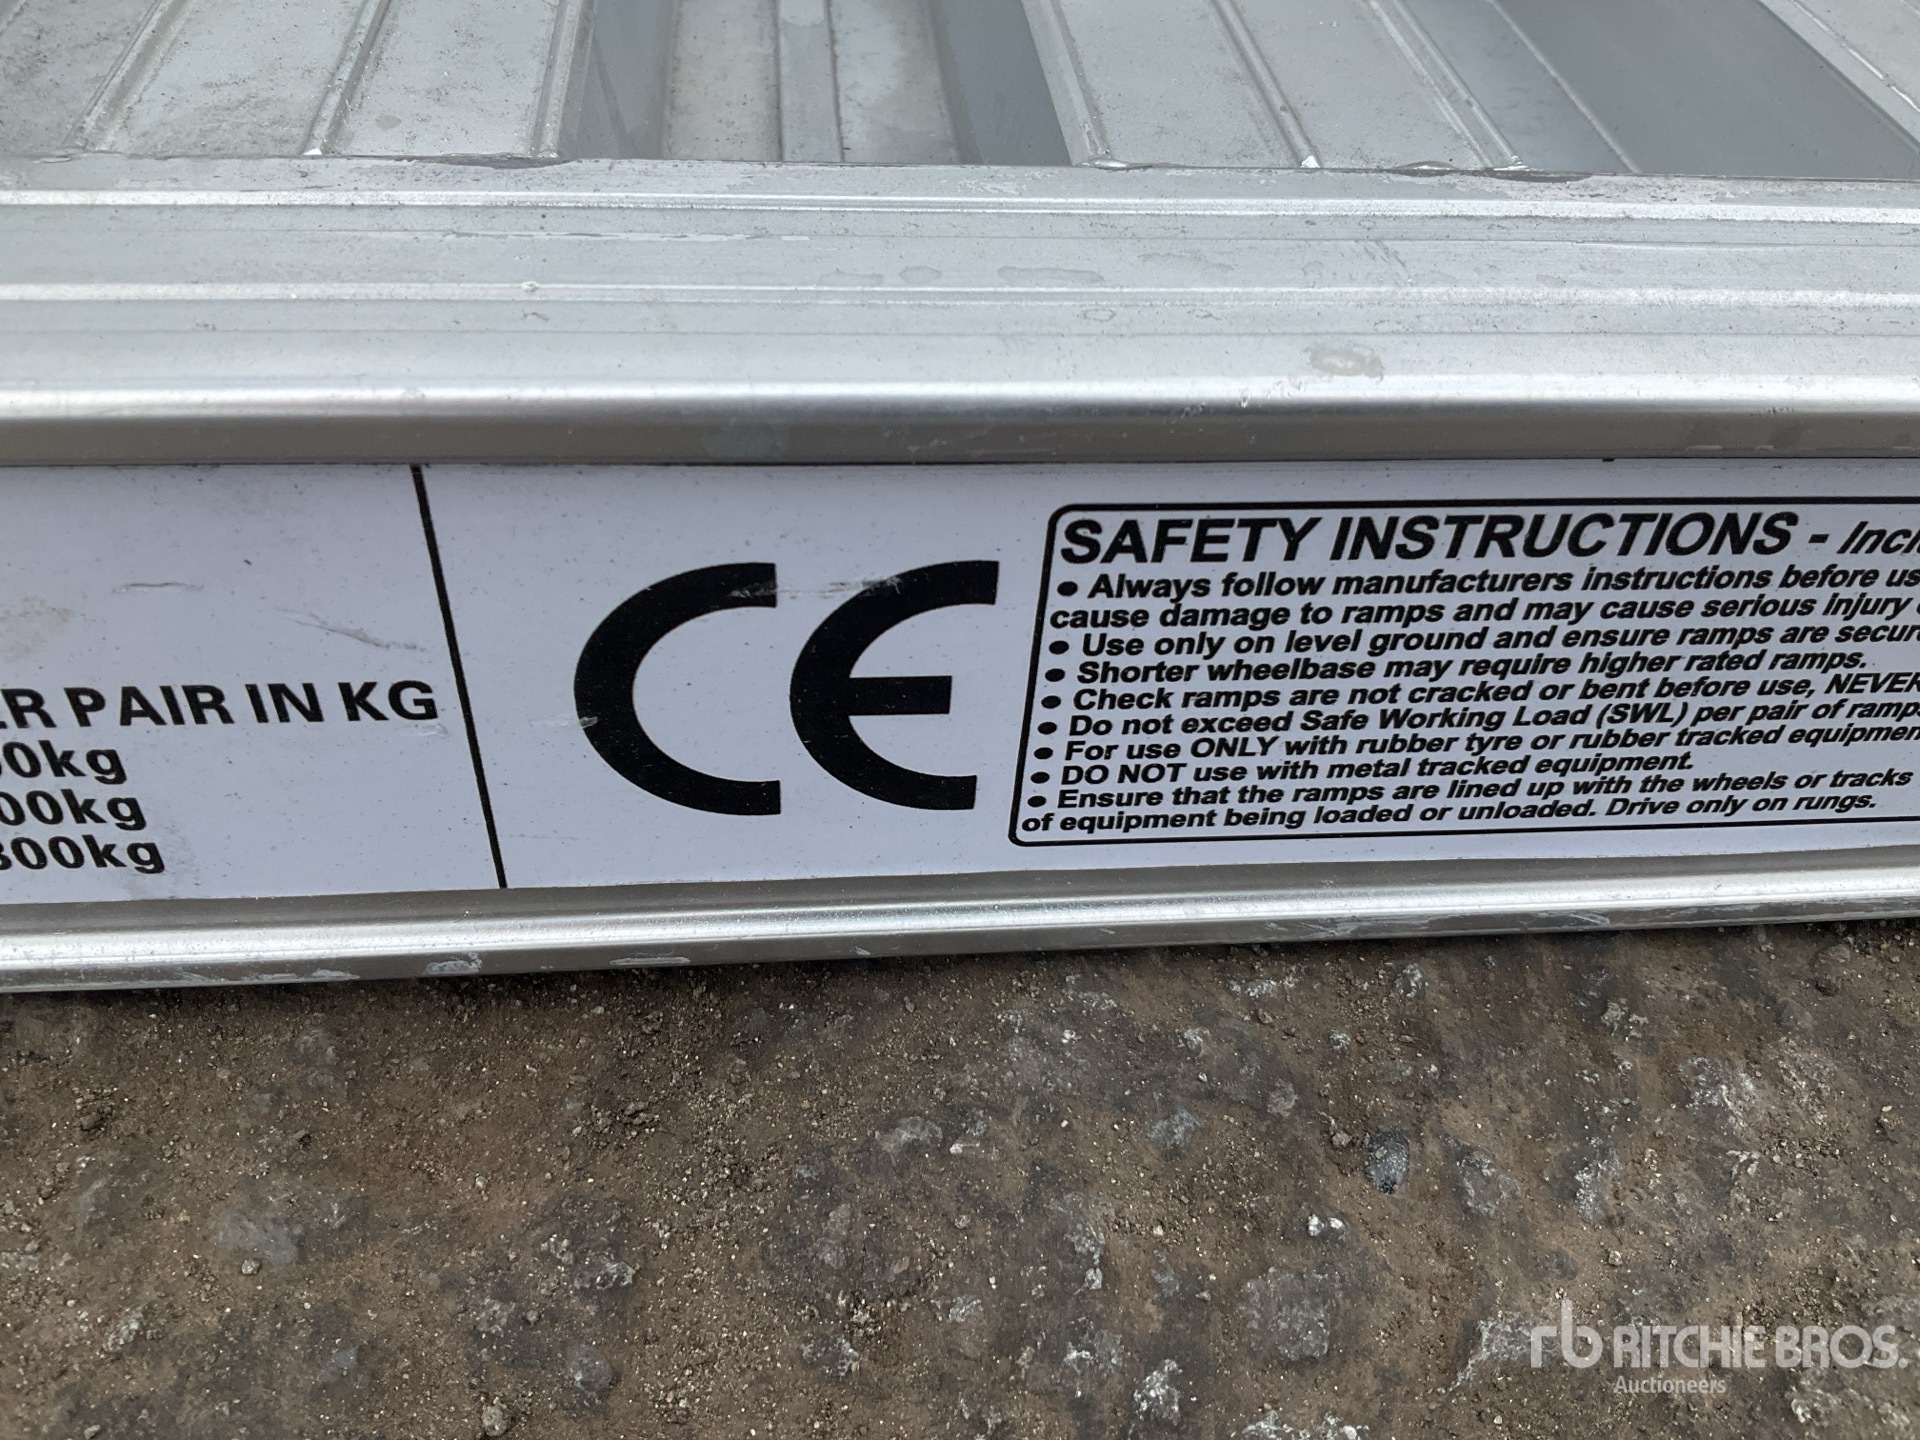 PAIR IN KG
CE
SAFETY INSTRUCTIONS -
• Always follow manufacturers instructions before
cause damage to ramps and may cause serious injury
• Use only on level ground and ensure ramps are
• Shorter wheelbase may require higher rated ramps.
• Check ramps are not cracked or bent before use, NEVER
• Do not exceed Safe Working Load (SWL) per pair of ramps
• For use ONLY with rubber tyre or rubber tracked
• DO NOT use with metal tracked equipment.
• Ensure that the ramps are lined up with the wheels or tracks
of equipment being loaded or unloaded. Drive only on rungs.
rb RITCHIE BROS.
Auctioneers